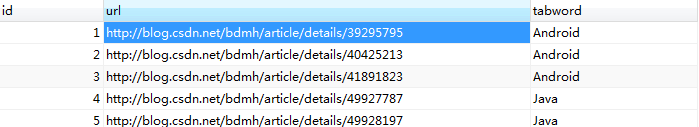 id url tabword
1 http://blog.csdn.net/bdmh/article/details/39295795 Android
2 http://blog.csdn.net/bdmh/article/details/40425213 Android
3 http://blog.csdn.net/bdmh/article/details/41891823 Android
4 http://blog.csdn.net/bdmh/article/details/49927787 Java
5 http://blog.csdn.net/bdmh/article/details/49928197 Java